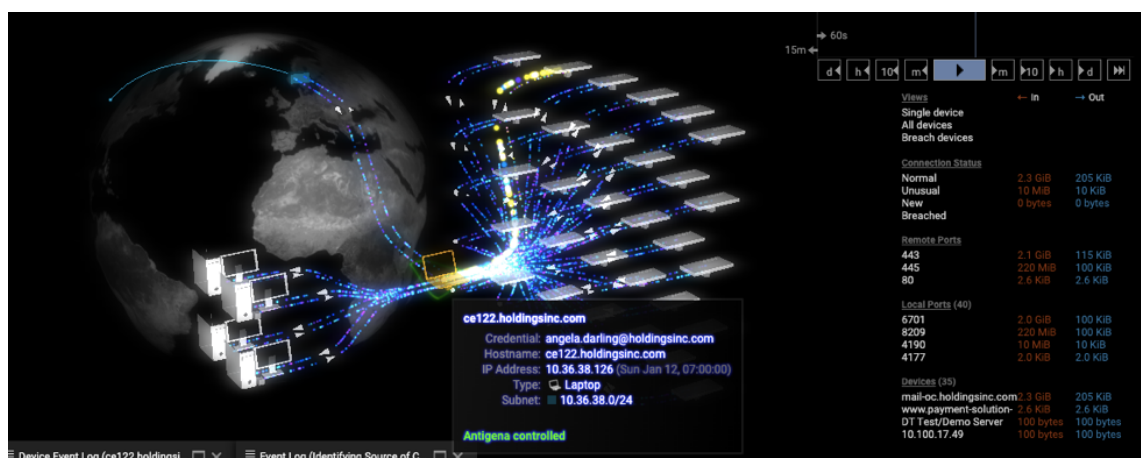 60s
15m
d h 10 m m 10 h d
Views In Out
Single device
All devices
Breach devices
Connection Status
Normal 2.3 GiB 205 KiB
Unusual 10 MiB 10 KiB
New 0 bytes 0 bytes
Breached
Remote Ports
443 2.1 GiB 115 KiB
445 220 MiB 100 KiB
80 2.6 KiB 2.6 KiB
Local Ports (40)
6701 2.0 GiB 100 KiB
8209 220 MiB 100 KiB
4190 10 MiB 10 KiB
4177 2.0 KiB 2.0 KiB
Devices (35)
mail-oc.holdingsinc.com 2.3 GiB 205 KiB
www.payment-solution- 2.6 KiB 2.6 KiB
DT Test/Demo Server 100 bytes 100 bytes
10.100.17.49 100 bytes 100 bytes
ce122.holdingsinc.com
Credential: angela.darling@holdingsinc.com
Hostname: ce122.holdingsinc.com
IP Address: 10.36.38.126 (Sun Jan 12, 07:00:00)
Type: Laptop
Subnet: 10.36.38.0/24
Antigena controlled
Device Event Log (ce122.holdingsi
Event Log (Identifying Source of C